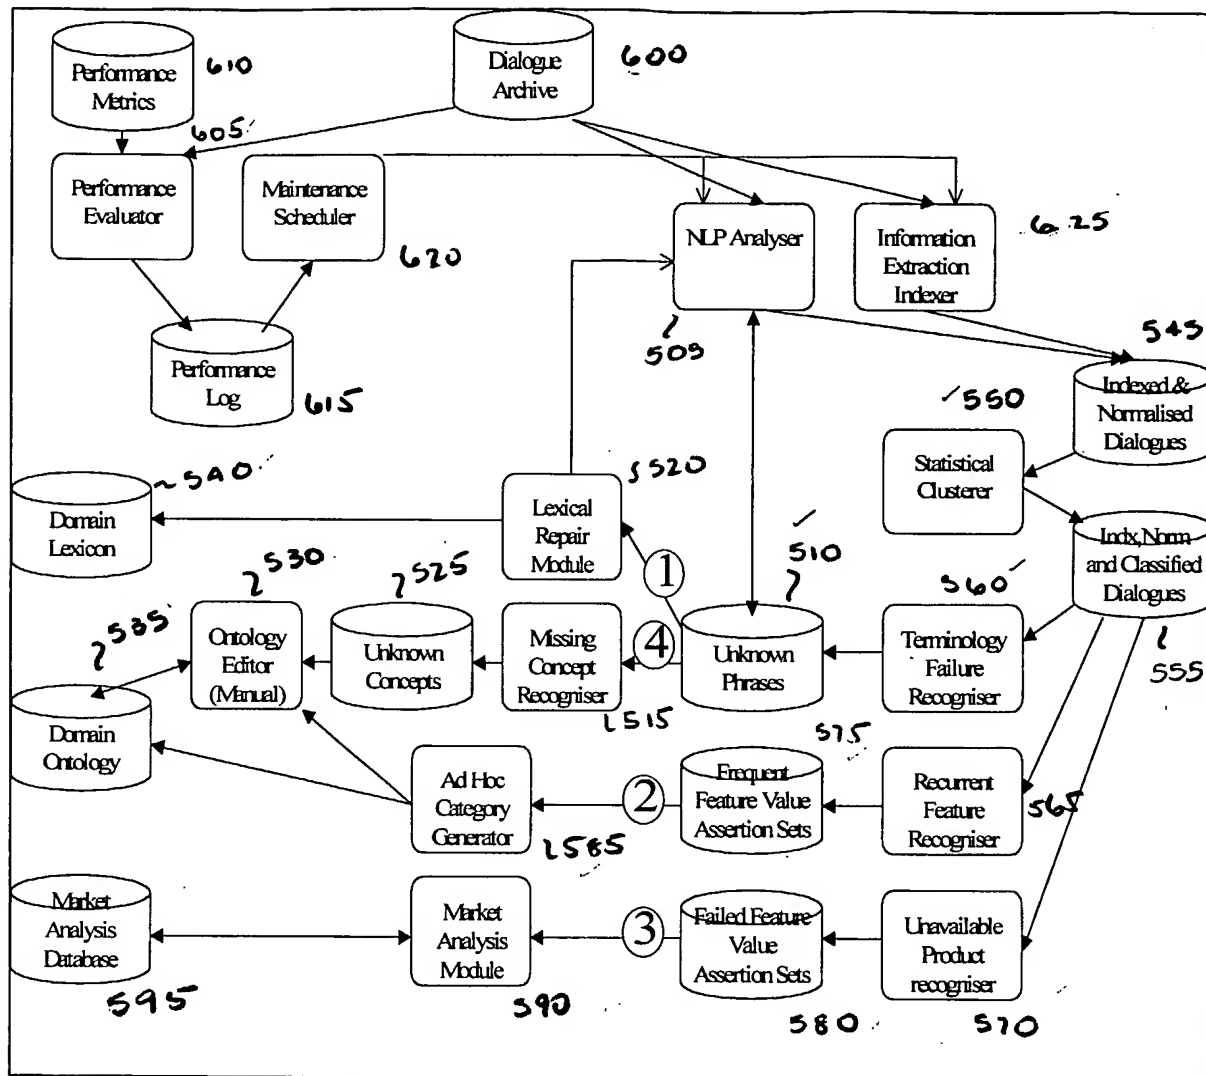 Performance
Metrics
610
Dialogue
Archive
600
605
Performance
Evaluator
Maintenance
Scheduler
620
NLP Analyser
505
Information
Extraction
Indexer
625
Performance
Log
615
545
Indexed &
Normalised
Dialogues
550
Statistical
Clusterer
540
Domain
Lexicon
520
Lexical
Repair
Module
1
510
Indx, Norm
and Classified
Dialogues
555
530
525
535
560
Ontology
Editor
(Manual)
Unknown
Concepts
Missing
Concept
Recogniser
515
4
Unknown
Phrases
Terminology
Failure
Recogniser
Domain
Ontology
575
Ad Hoc
Category
Generator
585
2
Frequent
Feature Value
Assertion Sets
Recurrent
Feature
Recogniser
565
Market
Analysis
Database
595
Market
Analysis
Module
590
3
Failed Feature
Value
Assertion Sets
580
Unavailable
Product
recogniser
570